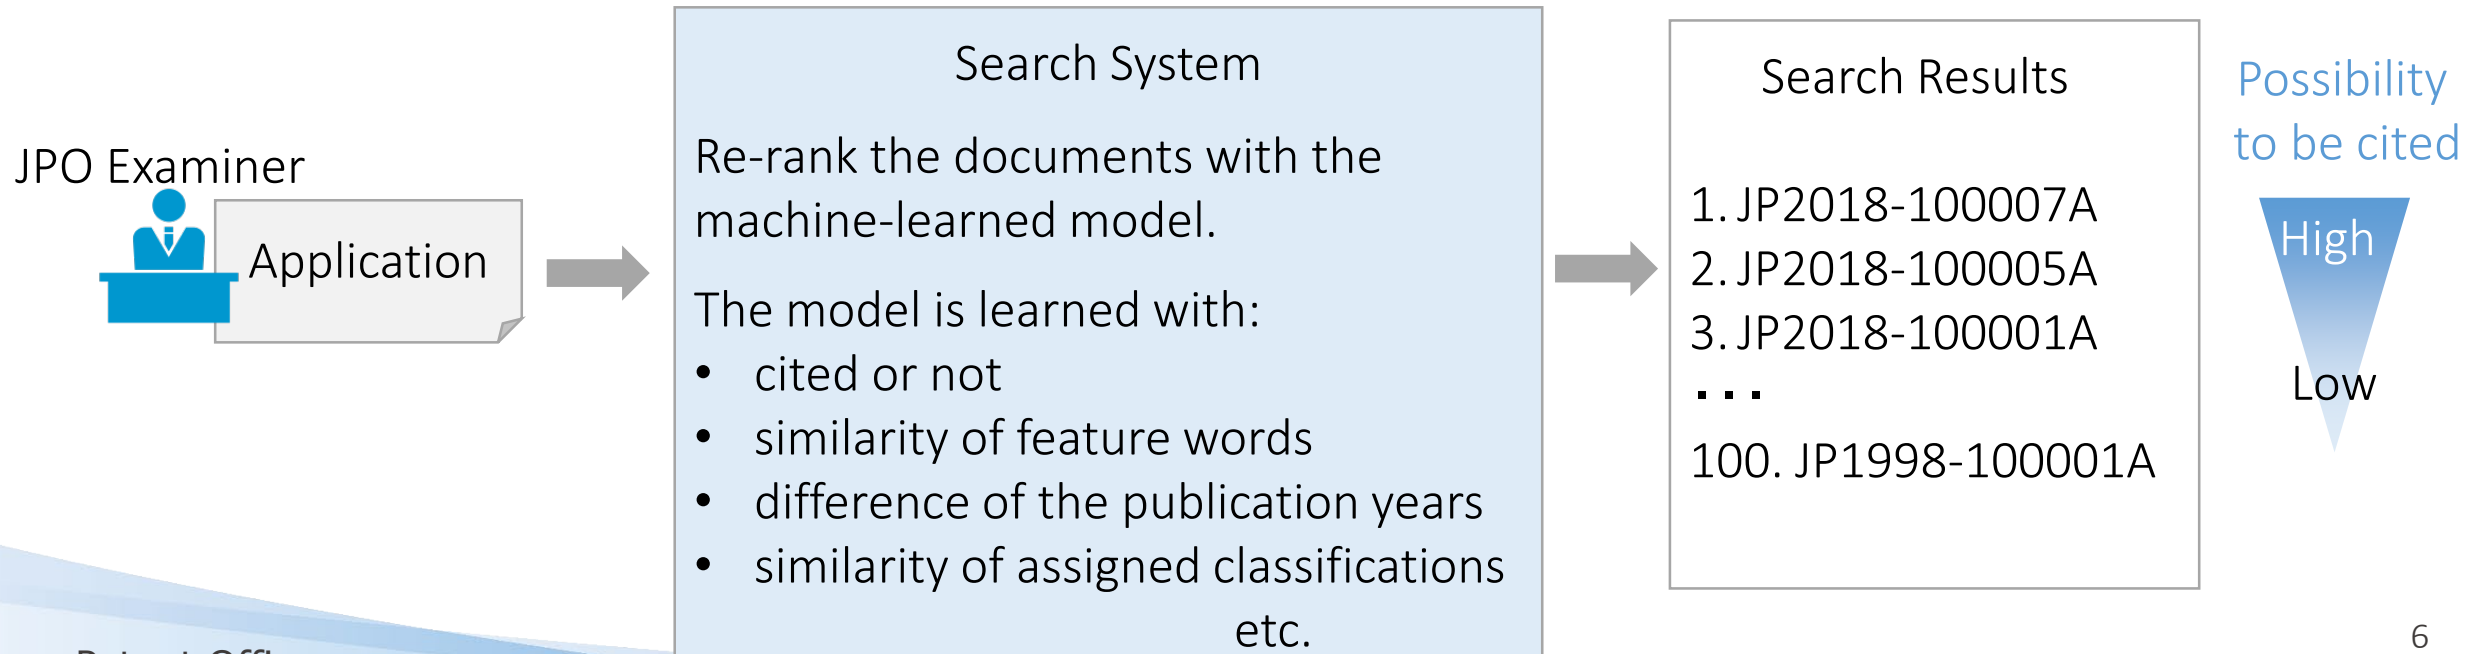 JPO Examiner
Application
Search System
Re-rank the documents with the
machine-learned model.
The model is learned with:
• cited or not
• similarity of feature words
• difference of the publication years
• similarity of assigned classifications
etc.
Search Results
1. JP2018-100007A
2. JP2018-100005A
3. JP2018-100001A
...
100. JP1998-100001A
Possibility
to be cited
High
Low
6